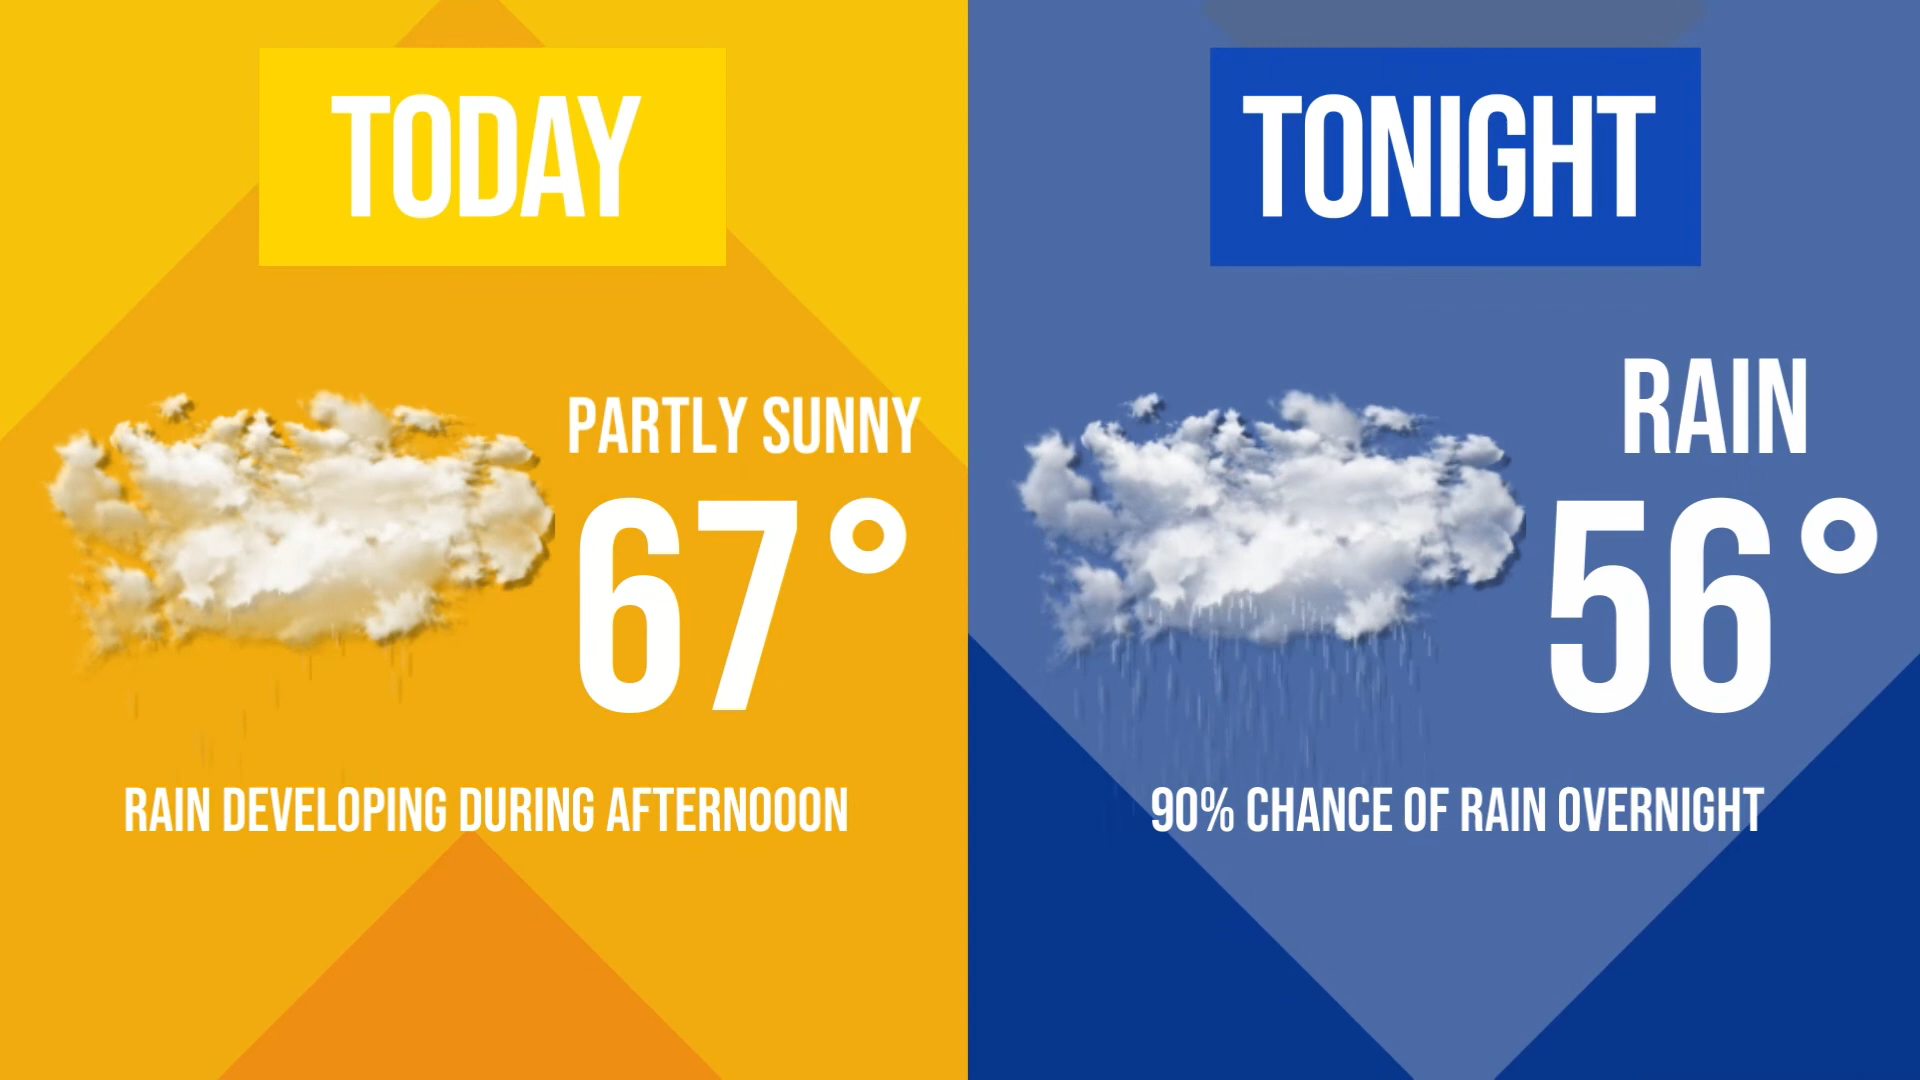 TODAY
PARTLY SUNNY
67°
RAIN DEVELOPING DURING AFTERNOOON
TONIGHT
RAIN
56°
90% CHANCE OF RAIN OVERNIGHT